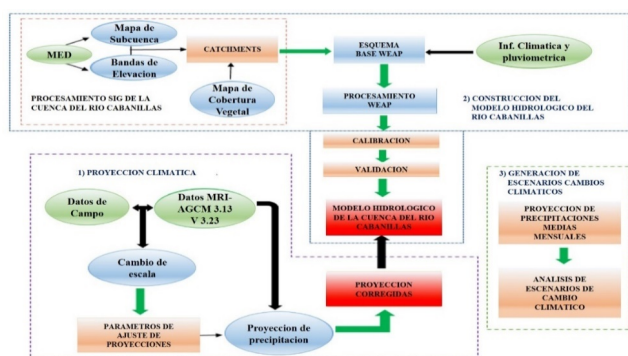 Mapa de
Subcuenca
MED
Bandas de
Elevacion
CATCHMENTS
Mapa de
Cobertura
Vegetal
PROCESAMIENTO SIG DE LA
CUENCA DEL RIO CABANILLAS
ESQUEMA
BASE WEAP
Inf. Climatica y
pluviometrica
PROCESAMIENTO
WEAP
2) CONSTRUCCION DEL
MODELO HIDROLOGICO DEL
RIO CABANILLAS
CALIBRACION
VALIDACION
MODELO HIDROLOGICO
DE LA CUENCA DEL RIO
CABANILLAS
1) PROYECCION CLIMATICA
Datos de
Campo
Datos MRI-
AGCM 3.13
V 3.23
Cambio de
escala
PARAMETROS DE
AJUSTE DE
PROYECCIONES
Proyeccion de
precipitacion
PROYECCION
CORREGIDAS
3) GENERACION DE
ESCENARIOS CAMBIOS
CLIMATICOS
PROYECCION DE
PRECIPITACIONES
MEDIAS
MENSUALES
ANALISIS DE
ESCENARIOS DE
CAMBIO
CLIMATICO